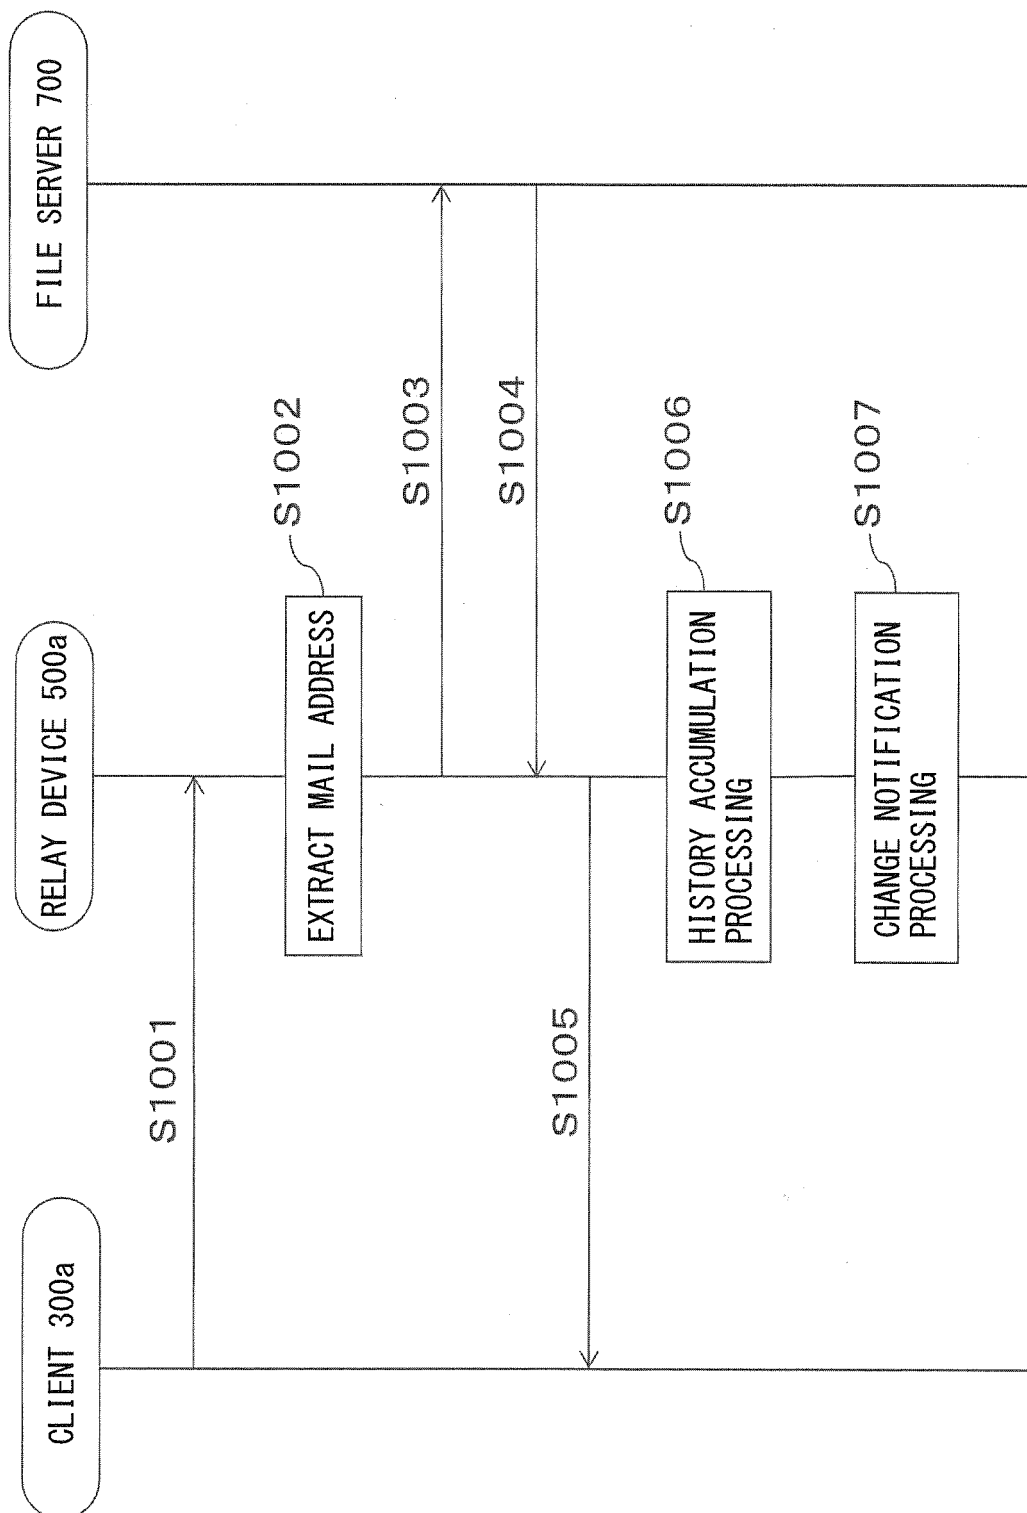 CLIENT 300a
RELAY DEVICE 500a
FILE SERVER 700
S1001
EXTRACT MAIL ADDRESS
S1002
S1003
S1004
S1005
HISTORY ACCUMULATION
PROCESSING
S1006
CHANGE NOTIFICATION
PROCESSING
S1007